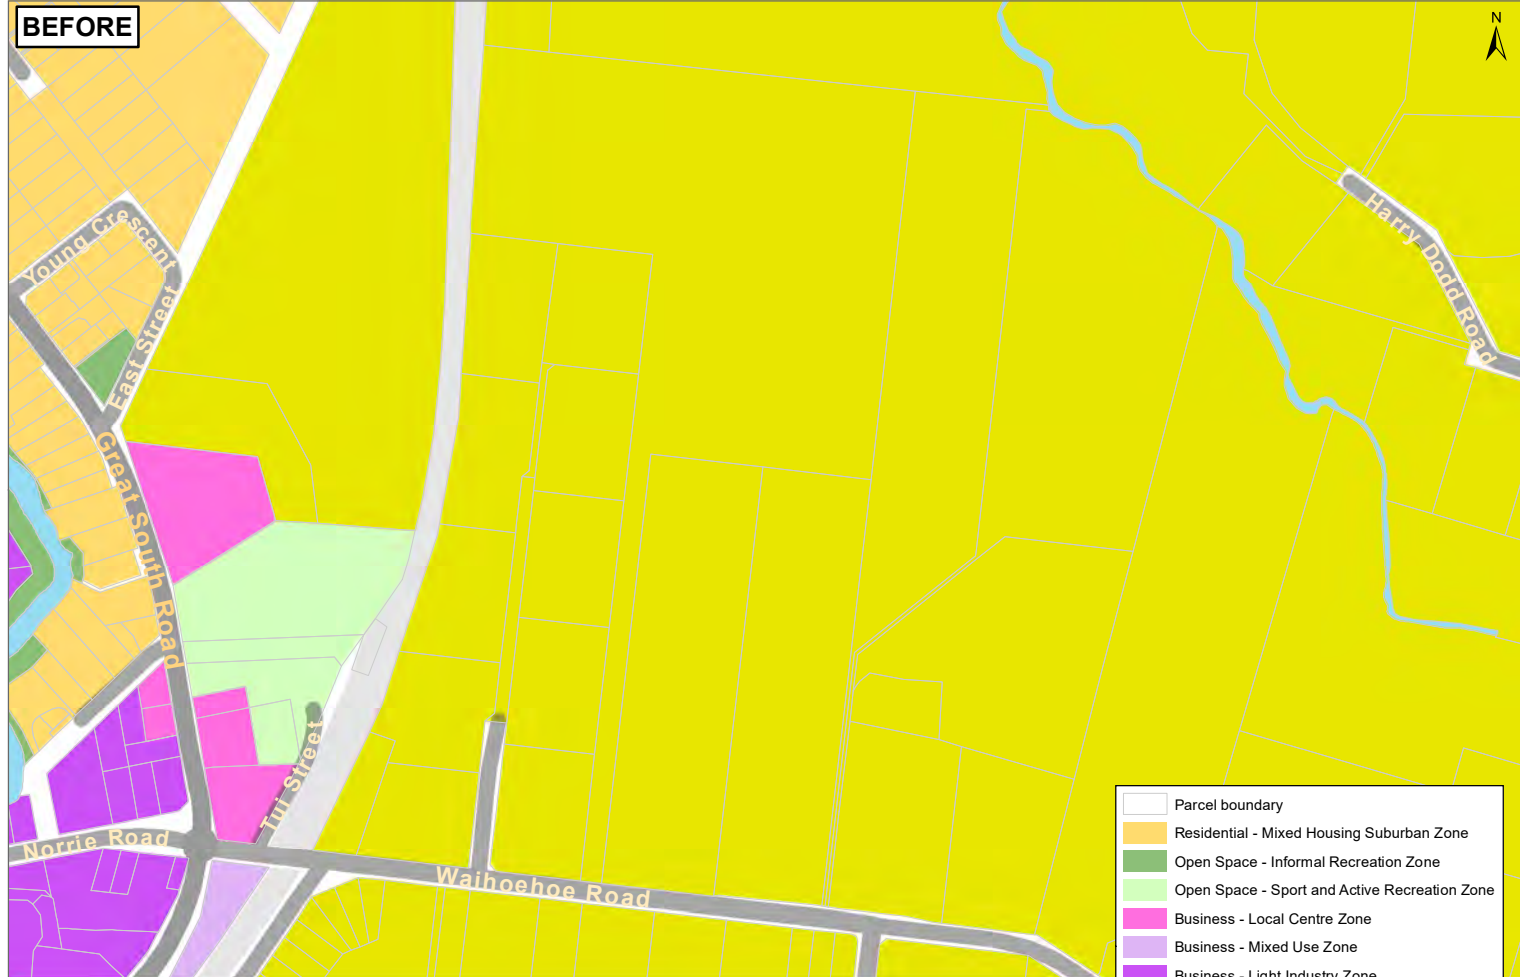 BEFORE
N
Young Crescent
East Street
Harry Dodd Road
Great South Road
Tui Street
Norrie Road
Waihoehoe Road
Parcel boundary
Residential - Mixed Housing Suburban Zone
Open Space - Informal Recreation Zone
Open Space - Sport and Active Recreation Zone
Business - Local Centre Zone
Business - Mixed Use Zone
Business - Light Industry Zone